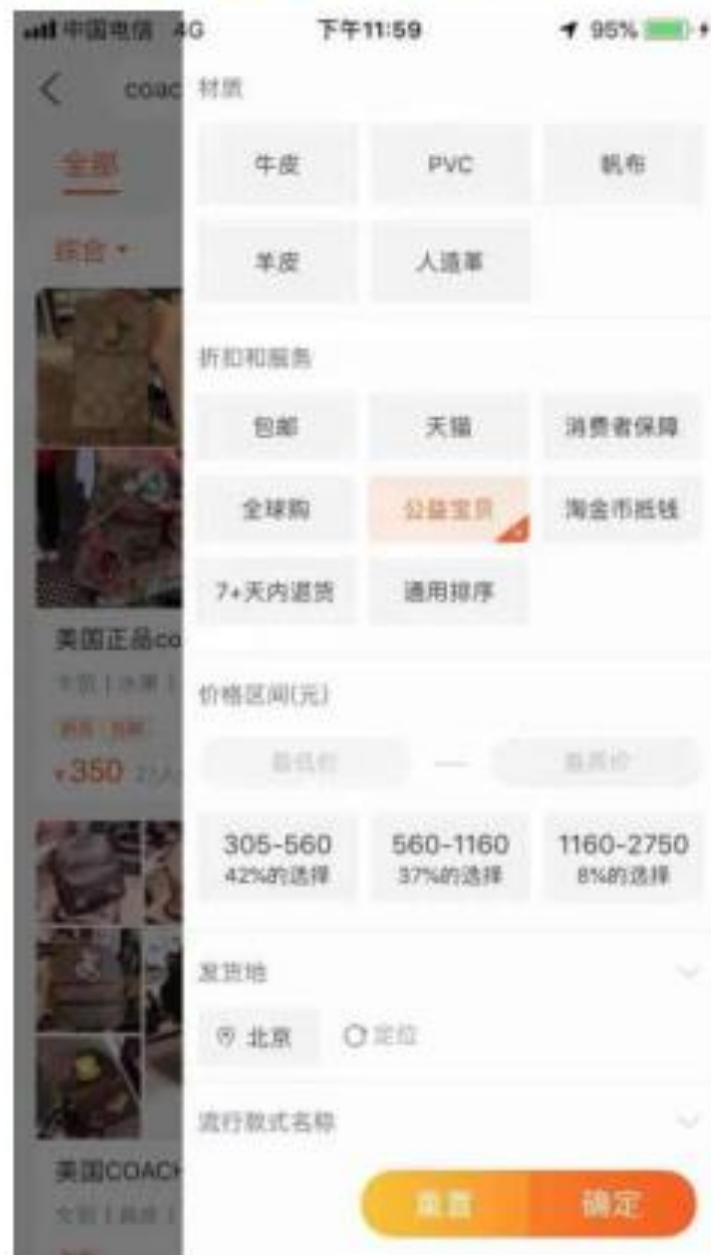 中国电信 4G 下午11:59 95%
coac
全部
综合
美国正品co
¥350
美国COACH
材质
牛皮 PVC 帆布
羊皮 人造革
折扣和服务
包邮 天猫 消费者保障
全球购 公益宝贝 淘金币抵钱
7+天内退货 通用排序
价格区间(元)
最低价 — 最高价
305-560 560-1160 1160-2750
42%的选择 37%的选择 8%的选择
发货地
北京 定位
流行款式名称
重置 确定